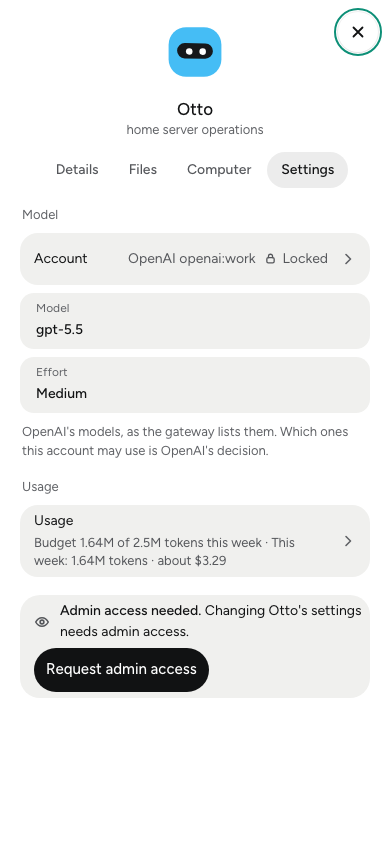 Otto
home server operations
Details Files Computer Settings
Model
Account OpenAI openai:work Locked
Model
gpt-5.5
Effort
Medium
OpenAI's models, as the gateway lists them. Which ones
this account may use is OpenAI's decision.
Usage
Usage
Budget 1.64M of 2.5M tokens this week · This
week: 1.64M tokens · about $3.29
Admin access needed. Changing Otto's settings
needs admin access.
Request admin access